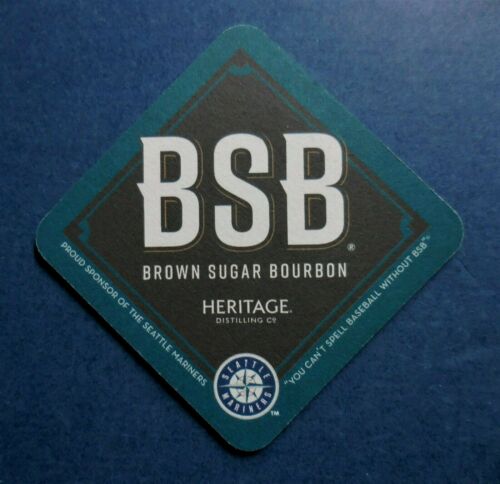 BSB®
BROWN SUGAR BOURBON
HERITAGE®
DISTILLING Cº
PROUD SPONSOR OF THE SEATTLE MARINERS
"YOU CAN'T SPELL BASEBALL WITHOUT BSB"®
SEATTLE
MARINERS
™